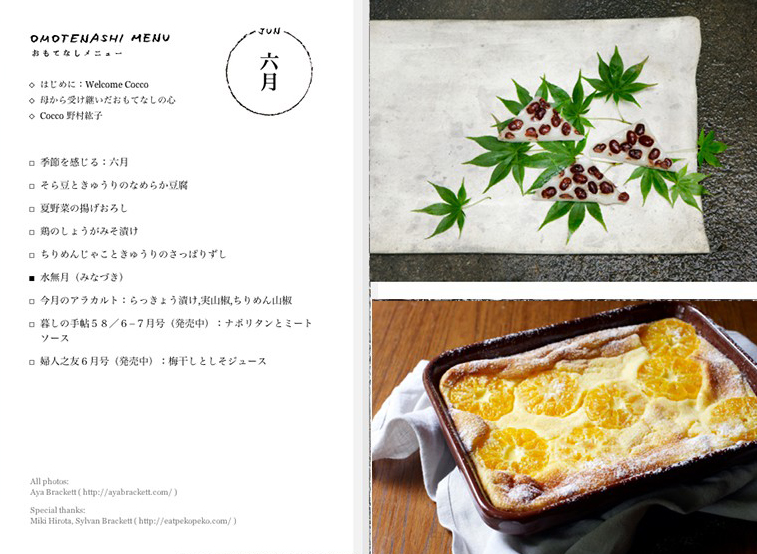 OMOTENASHI MENU
おもてなしメニュー
JUN
六月
◇ はじめに：Welcome Cocco
◇ 母から受け継いだおもてなしの心
◇ Cocco 野村紘子
□ 季節を感じる：六月
□ そら豆ときゅうりのなめらか豆腐
□ 夏野菜の揚げおろし
□ 鶏のしょうがみそ漬け
□ ちりめんじゃこときゅうりのさっぱりずし
■ 水無月（みなづき）
□ 今月のアラカルト：らっきょう漬け,実山椒,ちりめん山椒
□ 暮しの手帖５８／６–７月号（発売中）：ナポリタンとミート
ソース
□ 婦人之友６月号（発売中）：梅干しとしそジュース
All photos:
Aya Brackett ( http://ayabrackett.com/ )
Special thanks:
Miki Hirota, Sylvan Brackett ( http://eatpekopeko.com/ )